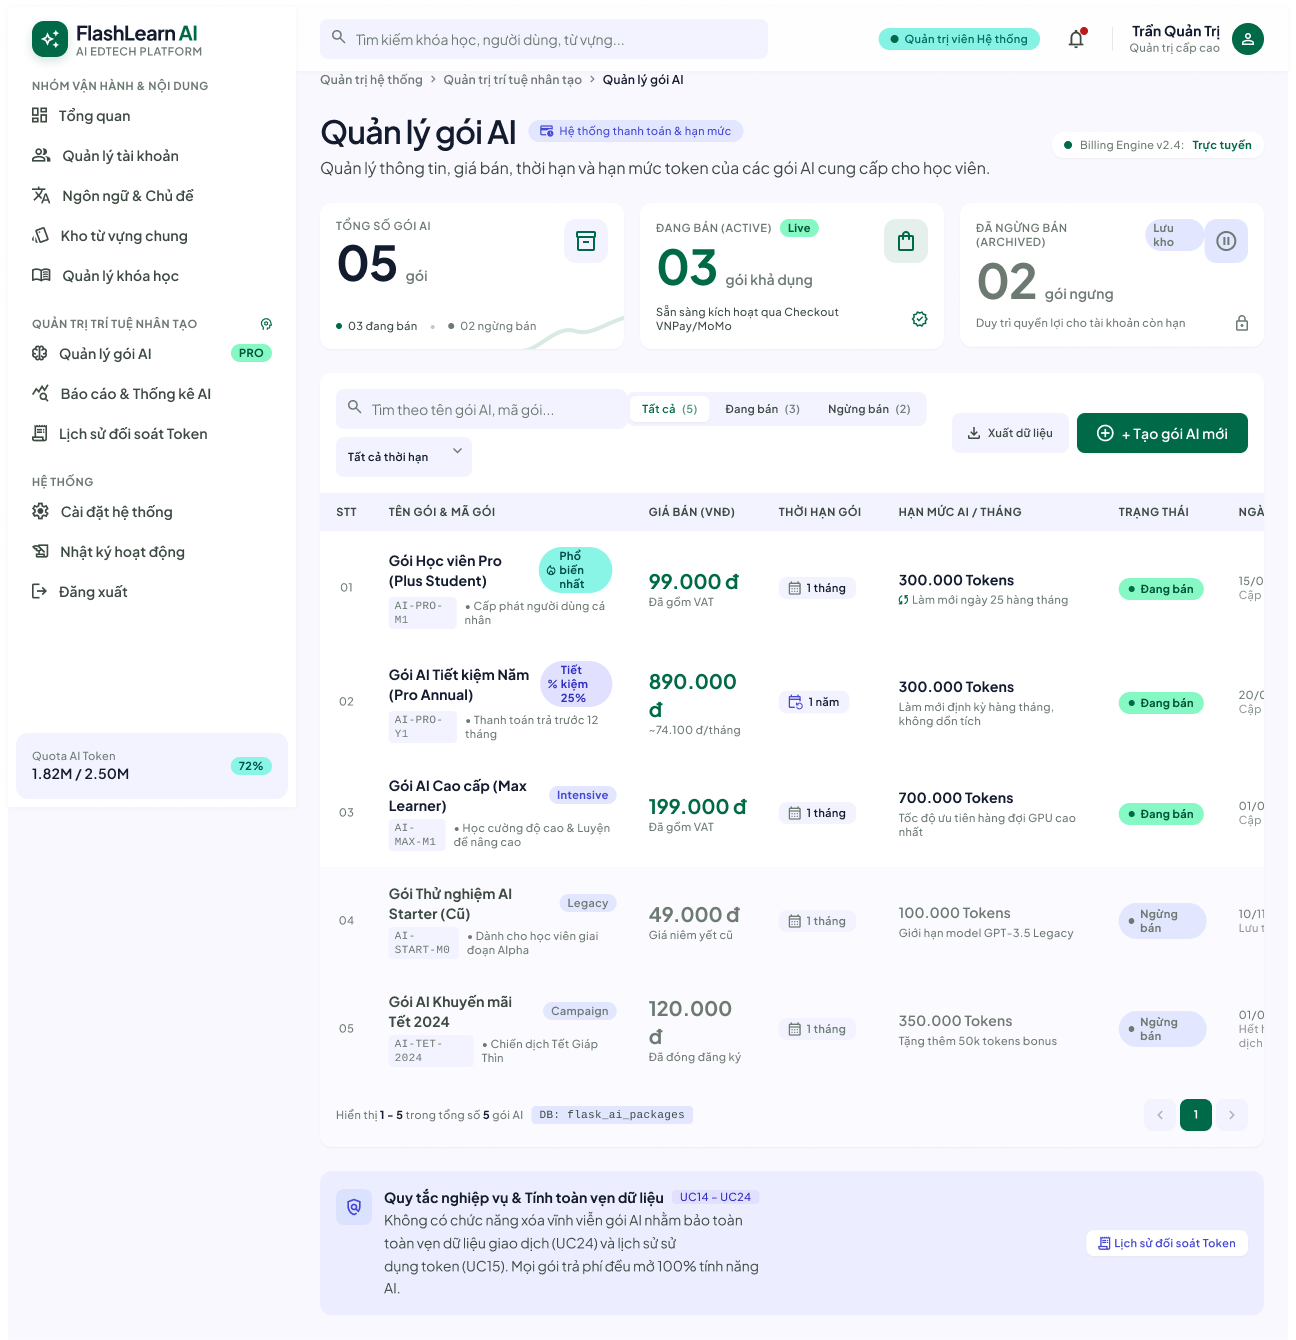 FlashLearn AI
AI EDTECH PLATFORM
NHÓM VẬN HÀNH & NỘI DUNG
Tổng quan
Quản lý tài khoản
Ngôn ngữ & Chủ đề
Kho từ vựng chung
Quản lý khóa học
QUẢN TRỊ TRÍ TUỆ NHÂN TẠO
Quản lý gói AI
PRO
Báo cáo & Thống kê AI
Lịch sử đối soát Token
HỆ THỐNG
Cài đặt hệ thống
Nhật ký hoạt động
Đăng xuất
Quota AI Token
1.82M / 2.50M
72%
Tìm kiếm khóa học, người dùng, từ vựng...
Quản trị viên Hệ thống
Trần Quản Trị
Quản trị cấp cao
Quản trị hệ thống > Quản trị trí tuệ nhân tạo > Quản lý gói AI
Quản lý gói AI
Hệ thống thanh toán & hạn mức
Quản lý thông tin, giá bán, thời hạn và hạn mức token của các gói AI cung cấp cho học viên.
Billing Engine v2.4: Trực tuyến
TỔNG SỐ GÓI AI
05 gói
03 đang bán • 02 ngừng bán
ĐANG BÁN (ACTIVE) Live
03 gói khả dụng
Sẵn sàng kích hoạt qua Checkout
VNPay/MoMo
ĐÃ NGỪNG BÁN
(ARCHIVED)
Lưu
kho
02 gói ngưng
Duy trì quyền lợi cho tài khoản còn hạn
Tìm theo tên gói AI, mã gói...
Tất cả (5)
Đang bán (3)
Ngừng bán (2)
Tất cả thời hạn
Xuất dữ liệu
+ Tạo gói AI mới
STT TÊN GÓI & MÃ GÓI GIÁ BÁN (VNĐ) THỜI HẠN GÓI HẠN MỨC AI / THÁNG TRẠNG THÁI NGÀ
01
Gói Học viên Pro
(Plus Student)
Phổ
biến
nhất
AI-PRO-
M1
• Cấp phát người dùng cá
nhân
99.000 đ
Đã gồm VAT
1 tháng
300.000 Tokens
Làm mới ngày 25 hàng tháng
Đang bán
15/0
Cập
02
Gói AI Tiết kiệm Năm
(Pro Annual)
Tiết
% kiệm
25%
AI-PRO-
Y1
• Thanh toán trả trước 12
tháng
890.000
đ
~74.100 đ/tháng
1 năm
300.000 Tokens
Làm mới định kỳ hàng tháng,
không dồn tích
Đang bán
20/0
Cập
03
Gói AI Cao cấp (Max
Learner)
Intensive
AI-
MAX-M1
• Học cường độ cao & Luyện
đề nâng cao
199.000 đ
Đã gồm VAT
1 tháng
700.000 Tokens
Tốc độ ưu tiên hàng đợi GPU cao
nhất
Đang bán
01/0
Cập
04
Gói Thử nghiệm AI
Starter (Cũ)
Legacy
AI-
START-M0
• Dành cho học viên giai
đoạn Alpha
49.000 đ
Giá niêm yết cũ
1 tháng
100.000 Tokens
Giới hạn model GPT-3.5 Legacy
Ngừng
bán
10/11
Lưu t
05
Gói AI Khuyến mãi
Tết 2024
Campaign
AI-TET-
2024
• Chiến dịch Tết Giáp
Thìn
120.000
đ
Đã đóng đăng ký
1 tháng
350.000 Tokens
Tặng thêm 50k tokens bonus
Ngừng
bán
01/0
Hết h
dịch
Hiển thị 1 - 5 trong tổng số 5 gói AI
DB: flask_ai_packages
< 1 >
Quy tắc nghiệp vụ & Tính toàn vẹn dữ liệu UC14 – UC24
Không có chức năng xóa vĩnh viễn gói AI nhằm bảo toàn
toàn vẹn dữ liệu giao dịch (UC24) và lịch sử sử
dụng token (UC15). Mọi gói trả phí đều mở 100% tính năng
AI.
Lịch sử đối soát Token